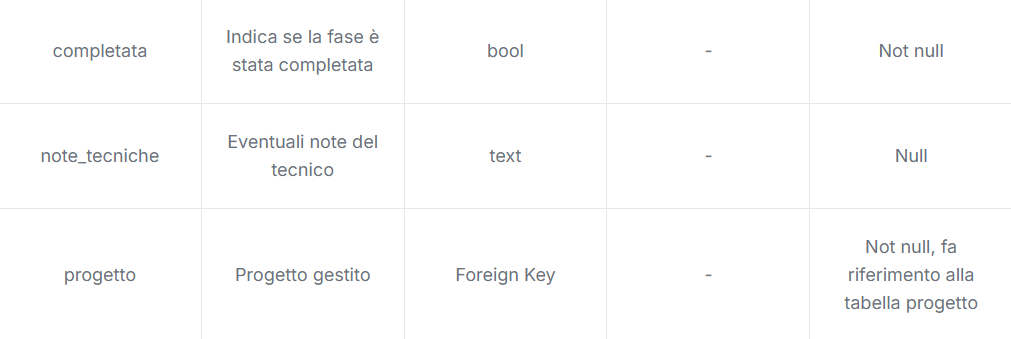 completata
Indica se la fase è
stata completata
bool
-
Not null
note_tecniche
Eventuali note del
tecnico
text
-
Null
progetto
Progetto gestito
Foreign Key
-
Not null, fa
riferimento alla
tabella progetto